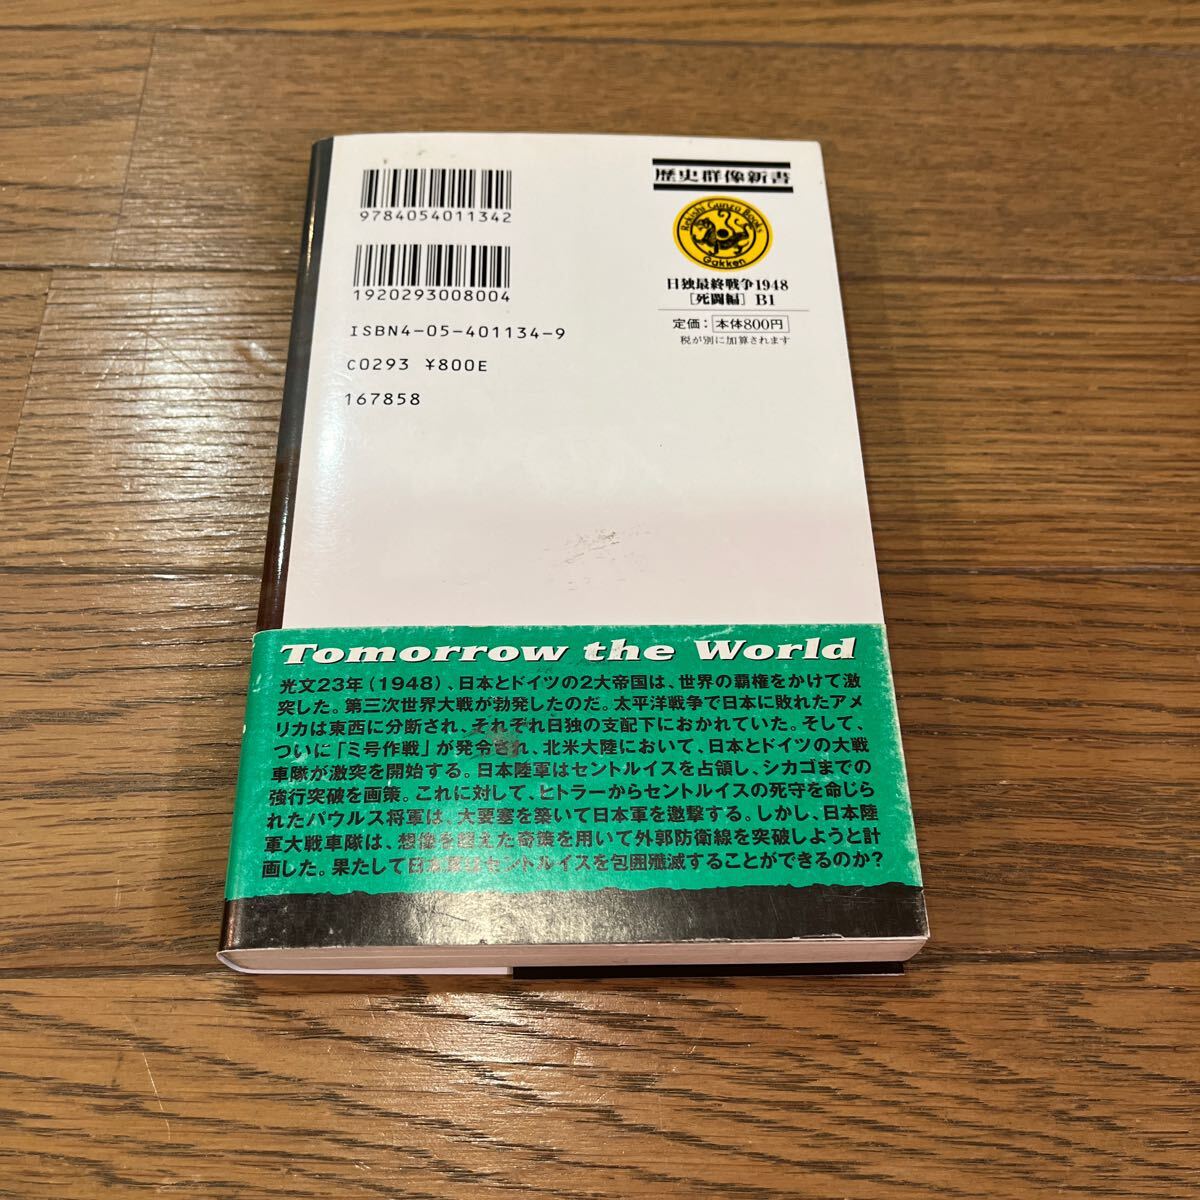 9784054011342
1920293008004
ISBN4-05-401134-9
C0293 ¥800E
167858
歴史群像新書
Rekishi Gunzo Books
Gakken
日独最終戦争1948
[死闘編] B1
定価：本体800円
税が別に加算されます
Tomorrow the World
光文23年(1948)、日本とドイツの2大帝国は、世界の覇権をかけて激
突した。第三次世界大戦が勃発したのだ。太平洋戦争で日本に敗れたアメ
リカは東西に分断され、それぞれ日独の支配下におかれていた。そして、
ついに「ミ号作戦」が発令され、北米大陸において、日本とドイツの大戦
車隊が激突を開始する。日本陸軍はセントルイスを占領し、シカゴまでの
強行突破を画策。これに対して、ヒトラーからセントルイスの死守を命じら
れたパウルス将軍は、大要塞を築いて日本軍を邀撃する。しかし、日本陸
軍大戦車隊は、想像を超えた奇策を用いて外郭防衛線を突破しようと計
画した。果たして日本軍はセントルイスを包囲殲滅することができるのか?